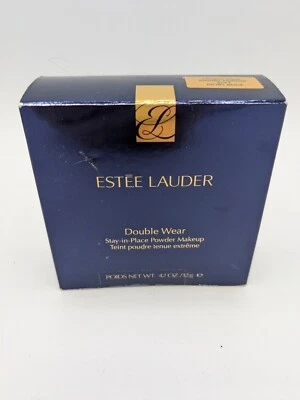 ESTĒE LAUDER
Double Wear
Stay-in-Place Powder Makeup
Teint poudre tenue extrême
POIDS NET WT. .42 OZ./12g ℮